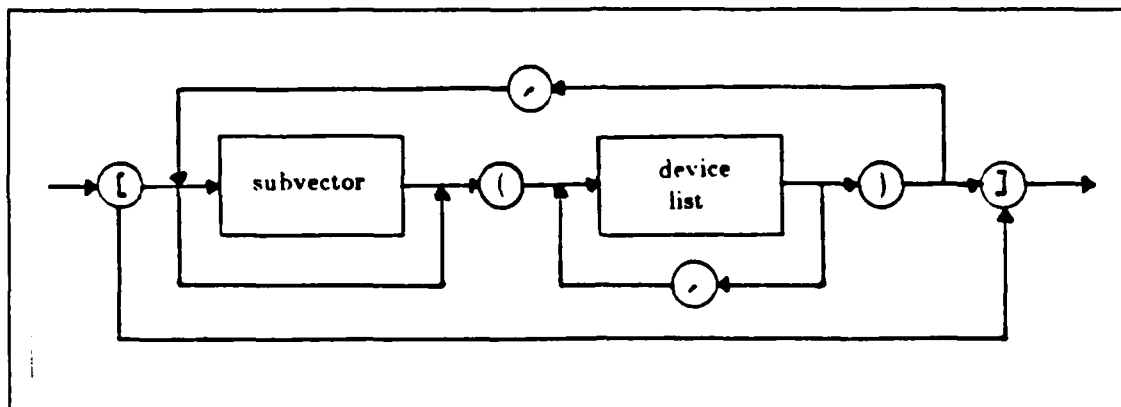 ,
[
subvector
(
device
list
)
]
,